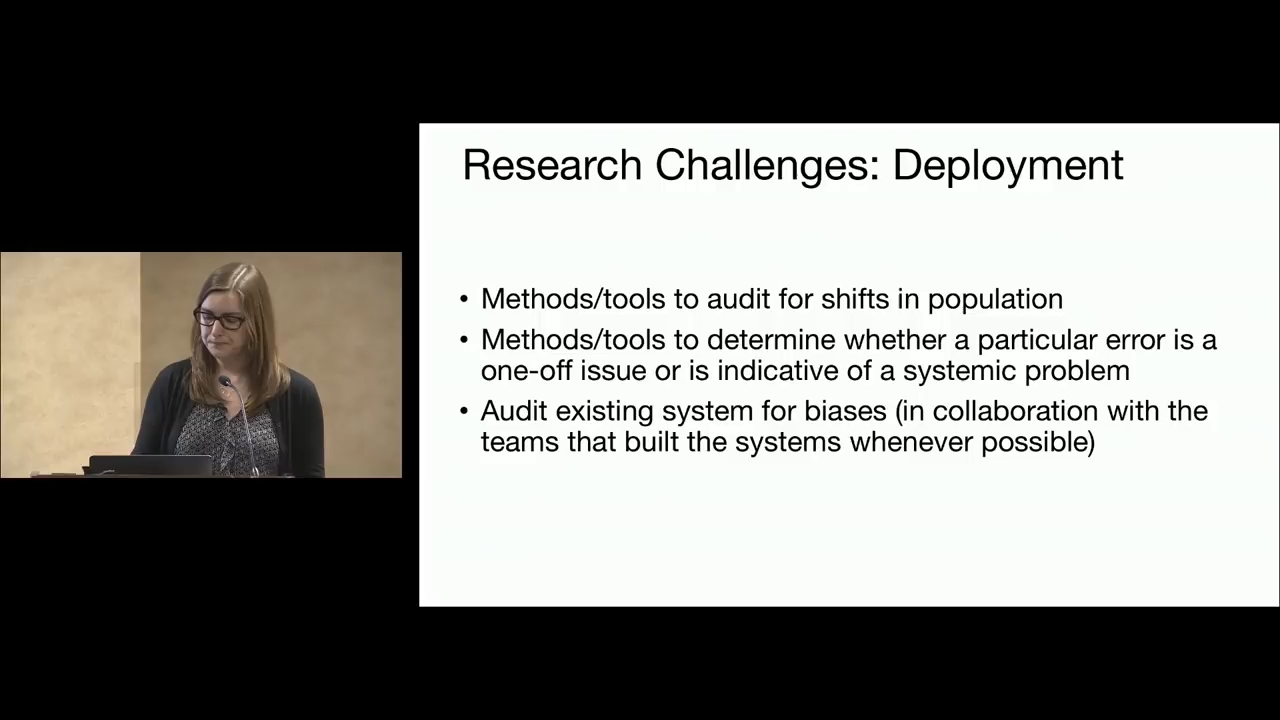 Research Challenges: Deployment
• Methods/tools to audit for shifts in population
• Methods/tools to determine whether a particular error is a
one-off issue or is indicative of a systemic problem
• Audit existing system for biases (in collaboration with the
teams that built the systems whenever possible)